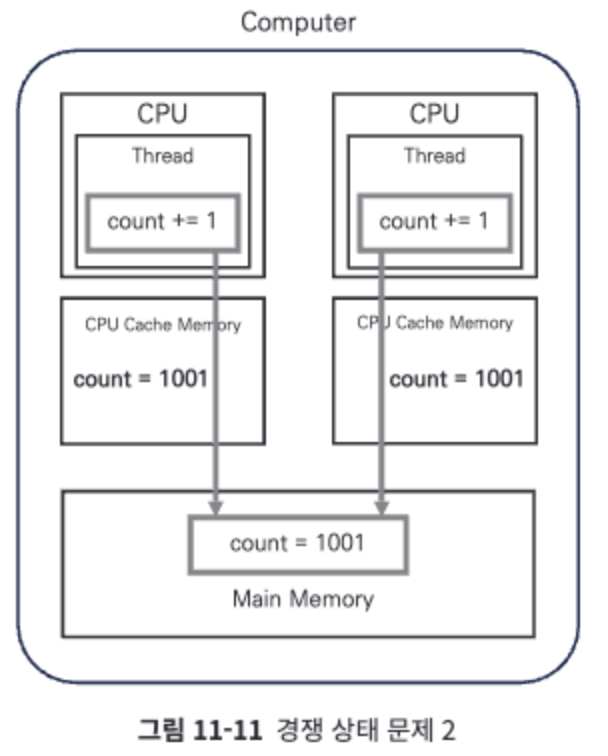 Computer
CPU
CPU
Thread
Thread
count += 1
count += 1
CPU Cache Memory
CPU Cache Memory
count = 1001
count = 1001
count = 1001
Main Memory
그림 11-11 경쟁 상태 문제 2